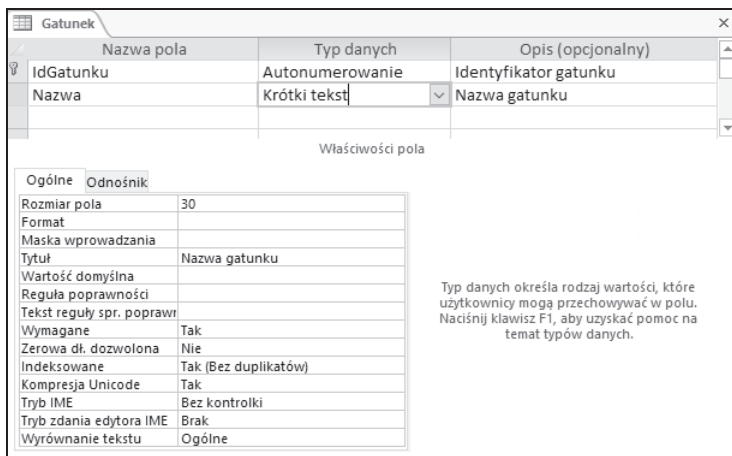 Gatunek
Nazwa pola Typ danych Opis (opcjonalny)
IdGatunku Autonumerowanie Identyfikator gatunku
Nazwa Krótki tekst Nazwa gatunku
Właściwości pola
Ogólne Odnośnik
Rozmiar pola 30
Format
Maska wprowadzania
Tytuł Nazwa gatunku
Wartość domyślna
Reguła poprawności
Tekst reguły spr. poprawr
Wymagane Tak
Zerowa dł. dozwolona Nie
Indeksowane Tak (Bez duplikatów)
Kompresja Unicode Tak
Tryb IME Bez kontrolki
Tryb zdania edytora IME Brak
Wyrównanie tekstu Ogólne
Typ danych określa rodzaj wartości, które
użytkownicy mogą przechowywać w polu.
Naciśnij klawisz F1, aby uzyskać pomoc na
temat typów danych.